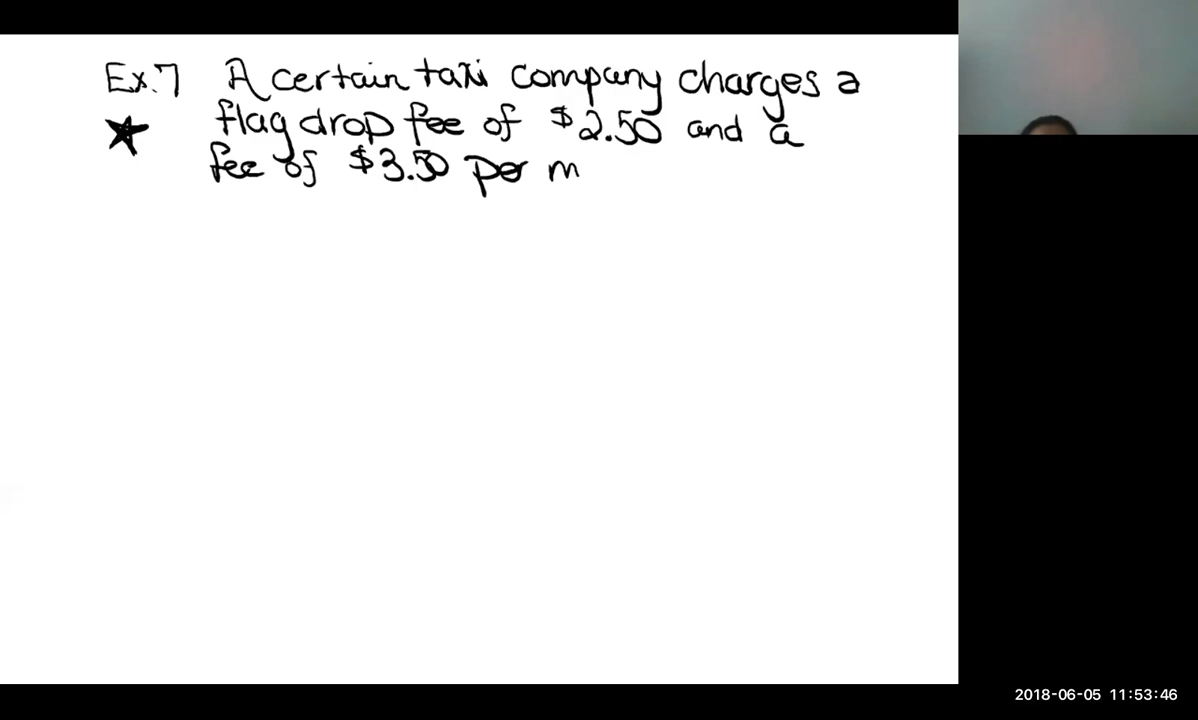 Ex.7 A certain taxi company charges a
★ flag drop fee of $2.50 and a
fee of $3.50 per m
2018-06-05 11:53:46